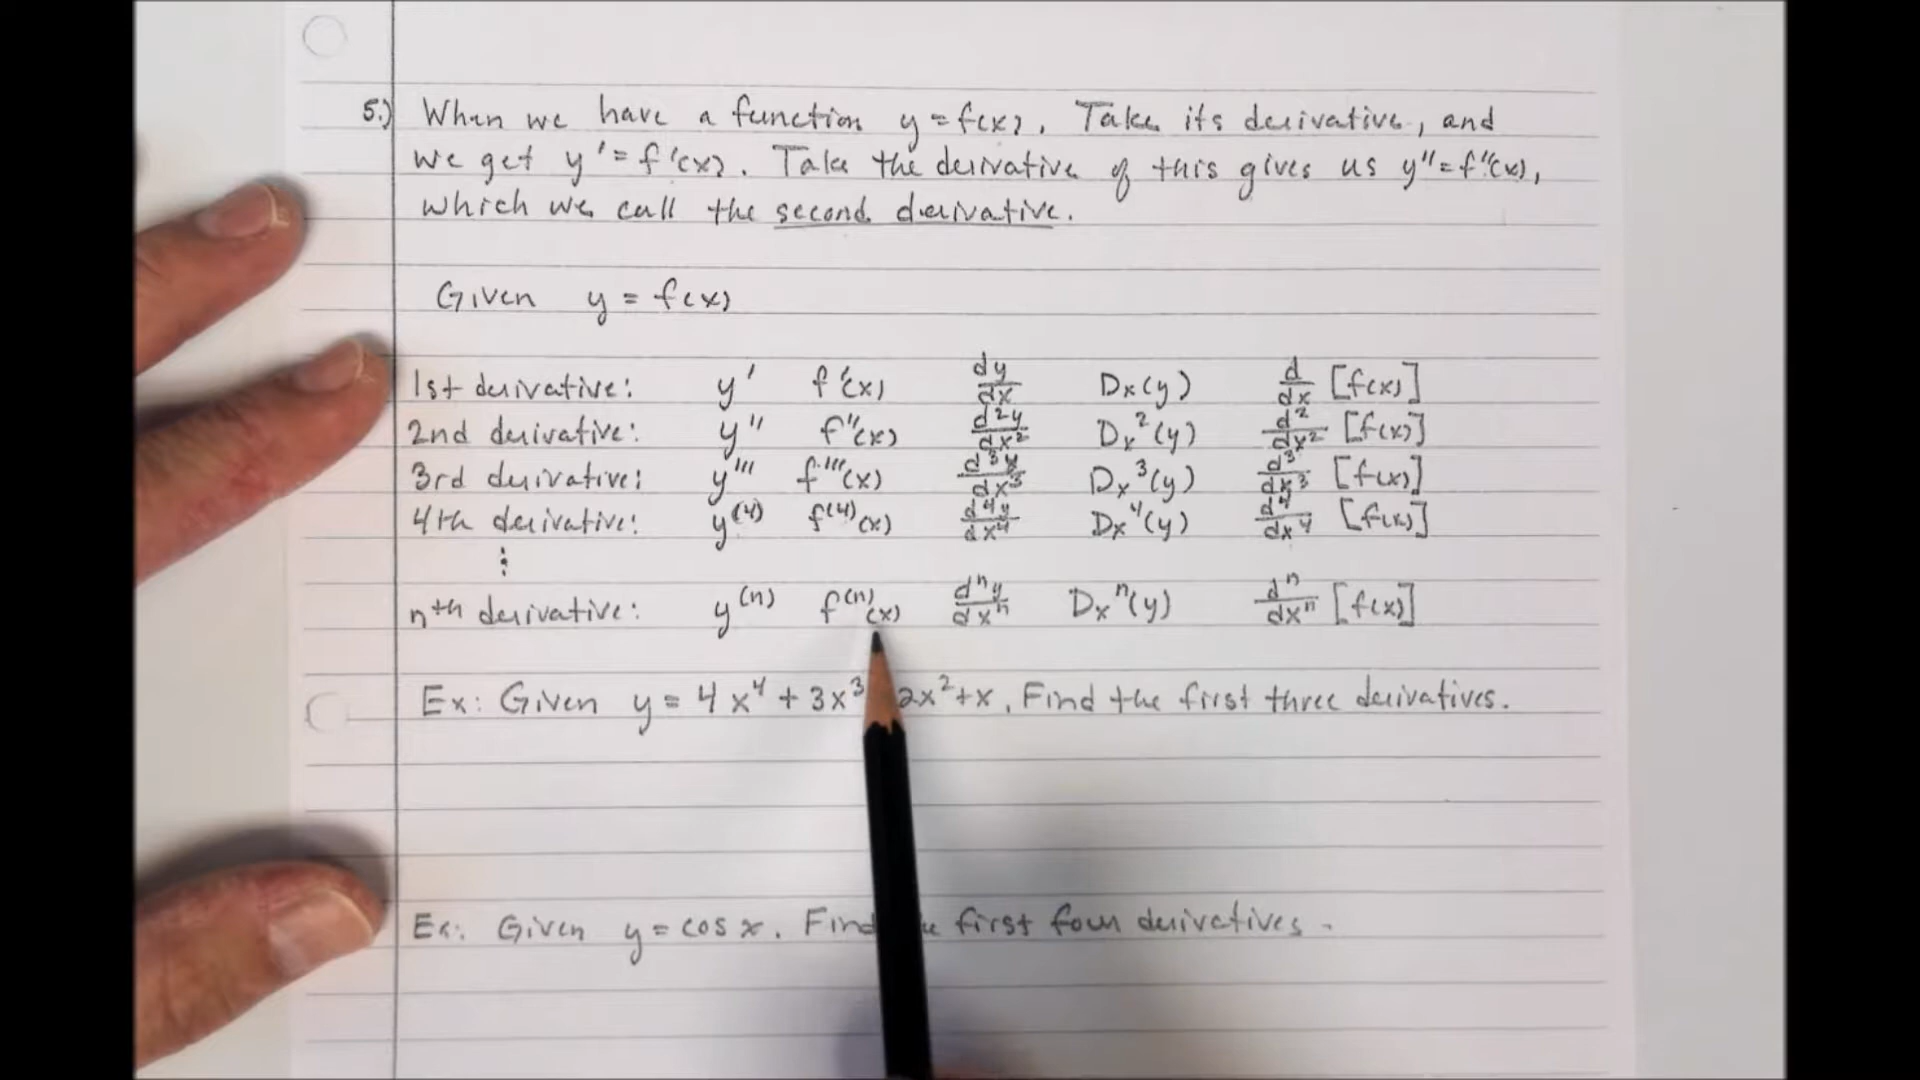 5.) When we have a function y = f(x). Take its derivative, and
we get y' = f'(x). Take the derivative of this gives us y'' = f''(x),
which we call the second derivative.
Given y = f(x)
1st derivative: y' f'(x) dy/dx Dx(y) d/dx [f(x)]
2nd derivative: y'' f''(x) d²y/dx² Dx²(y) d²/dx² [f(x)]
3rd derivative: y''' f'''(x) d³y/dx³ Dx³(y) d³/dx³ [f(x)]
4th derivative: y⁽⁴⁾ f⁽⁴⁾(x) d⁴y/dx⁴ Dx⁴(y) d⁴/dx⁴ [f(x)]
⋮
nth derivative: y⁽ⁿ⁾ f⁽ⁿ⁾(x) dⁿy/dxⁿ Dxⁿ(y) dⁿ/dxⁿ [f(x)]
Ex: Given y = 4x⁴ + 3x³ 2x² + x. Find the first three derivatives.
Ex: Given y = cos x. Find first four derivatives.